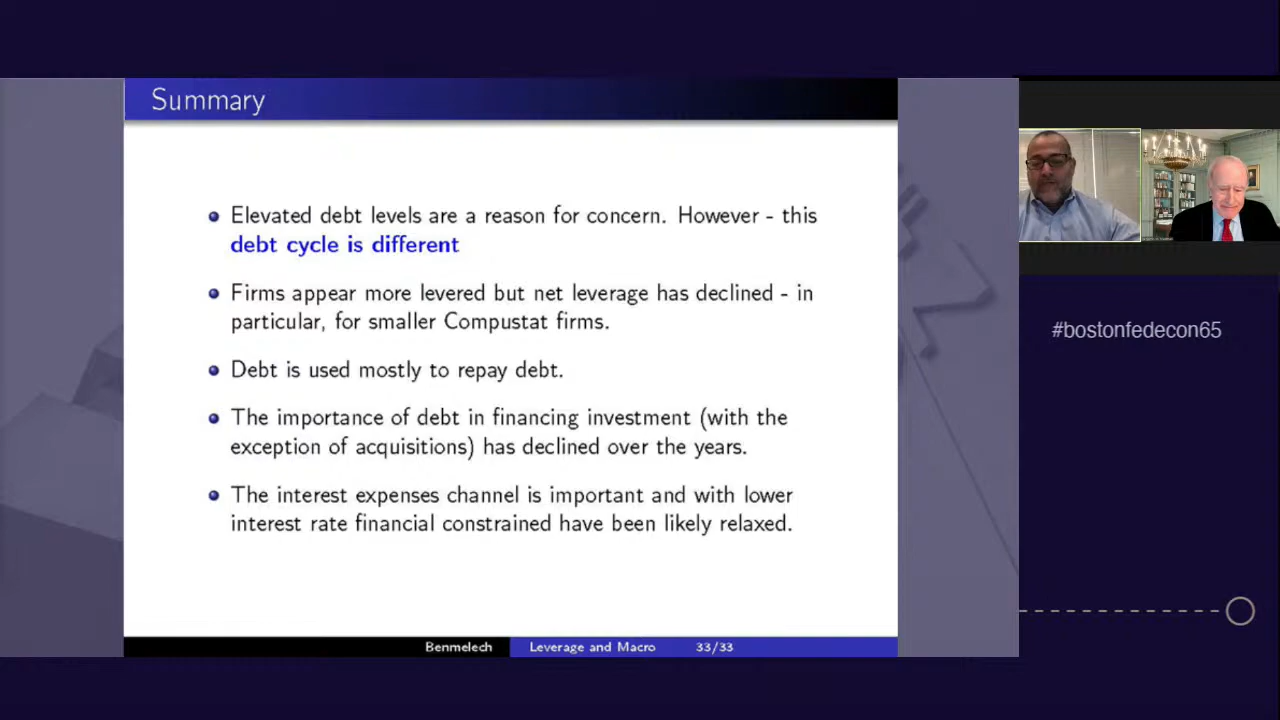 Summary
Elevated debt levels are a reason for concern. However - this
debt cycle is different
Firms appear more levered but net leverage has declined - in
particular, for smaller Compustat firms.
Debt is used mostly to repay debt.
The importance of debt in financing investment (with the
exception of acquisitions) has declined over the years.
The interest expenses channel is important and with lower
interest rate financial constrained have been likely relaxed.
Benmelech
Leverage and Macro
33/33
#bostonfedecon65